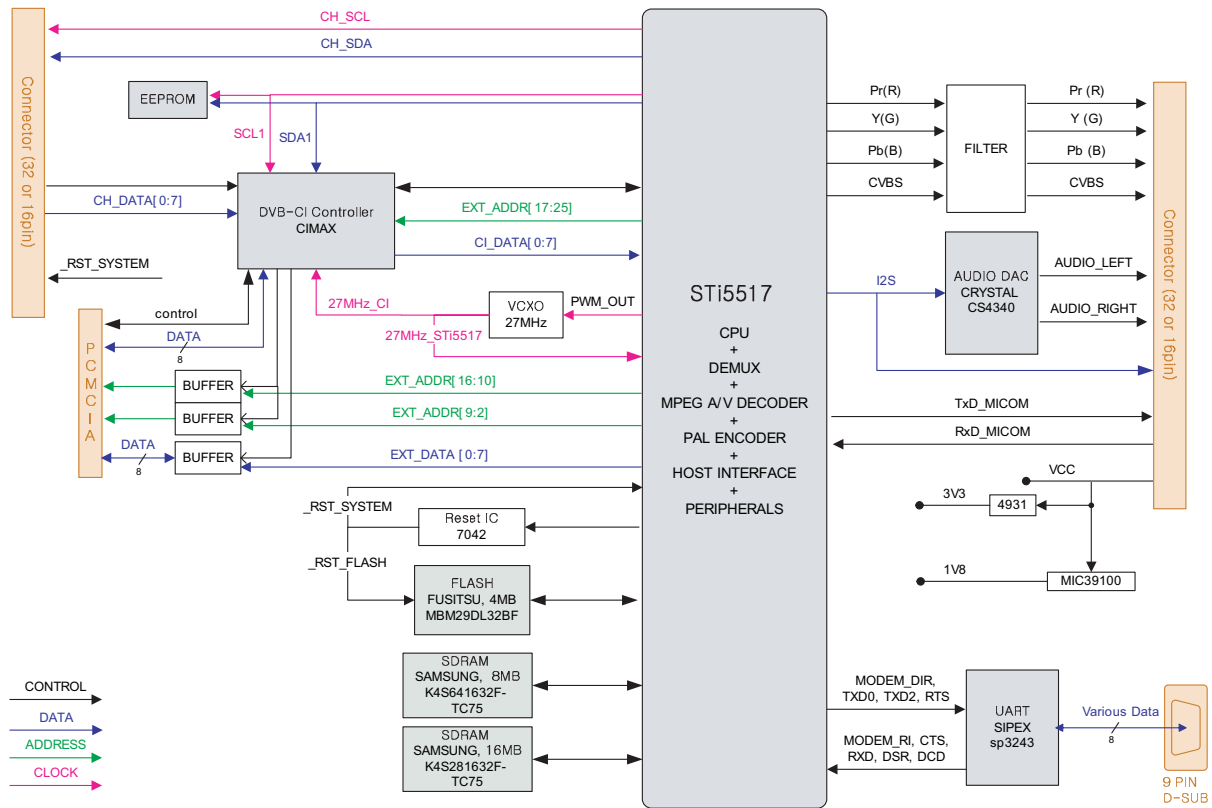 CH_SCL
CH_SDA
Connector (32 or 16pin)
EEPROM
SCL1
SDA1
DVB-CI Controller
CIMAX
CH_DATA[ 0:7]
EXT_ADDR[ 17:25]
CI_DATA[ 0:7]
_RST_SYSTEM
27MHz_CI
VCXO
27MHz
PWM_OUT
27MHz_STi5517
control
DATA
8
PCMCIA
BUFFER
EXT_ADDR[ 16:10]
BUFFER
EXT_ADDR[ 9:2]
DATA
8
BUFFER
EXT_DATA [ 0:7]
_RST_SYSTEM
Reset IC
7042
_RST_FLASH
FLASH
FUSITSU, 4MB
MBM29DL32BF
SDRAM
SAMSUNG, 8MB
K4S641632F-
TC75
SDRAM
SAMSUNG, 16MB
K4S281632F-
TC75
CONTROL
DATA
ADDRESS
CLOCK
STi5517
CPU
+
DEMUX
+
MPEG A/V DECODER
+
PAL ENCODER
+
HOST INTERFACE
+
PERIPHERALS
Pr(R)
Y(G)
Pb(B)
CVBS
FILTER
Pr (R)
Y (G)
Pb (B)
CVBS
Connector (32 or 16pin)
I2S
AUDIO DAC
CRYSTAL
CS4340
AUDIO_LEFT
AUDIO_RIGHT
TxD_MICOM
RxD_MICOM
VCC
3V3
4931
1V8
MIC39100
MODEM_DIR,
TXD0, TXD2, RTS
MODEM_RI, CTS,
RXD, DSR, DCD
UART
SIPEX
sp3243
Various Data
8
9 PIN
D-SUB